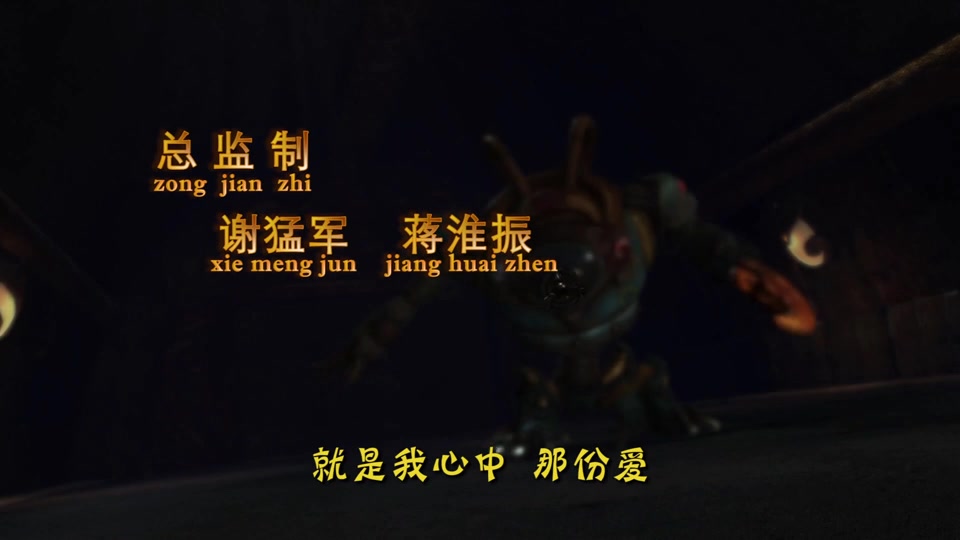 总监制
zong jian zhi
谢猛军 蒋淮振
xie meng jun jiang huai zhen
就是我心中 那份爱